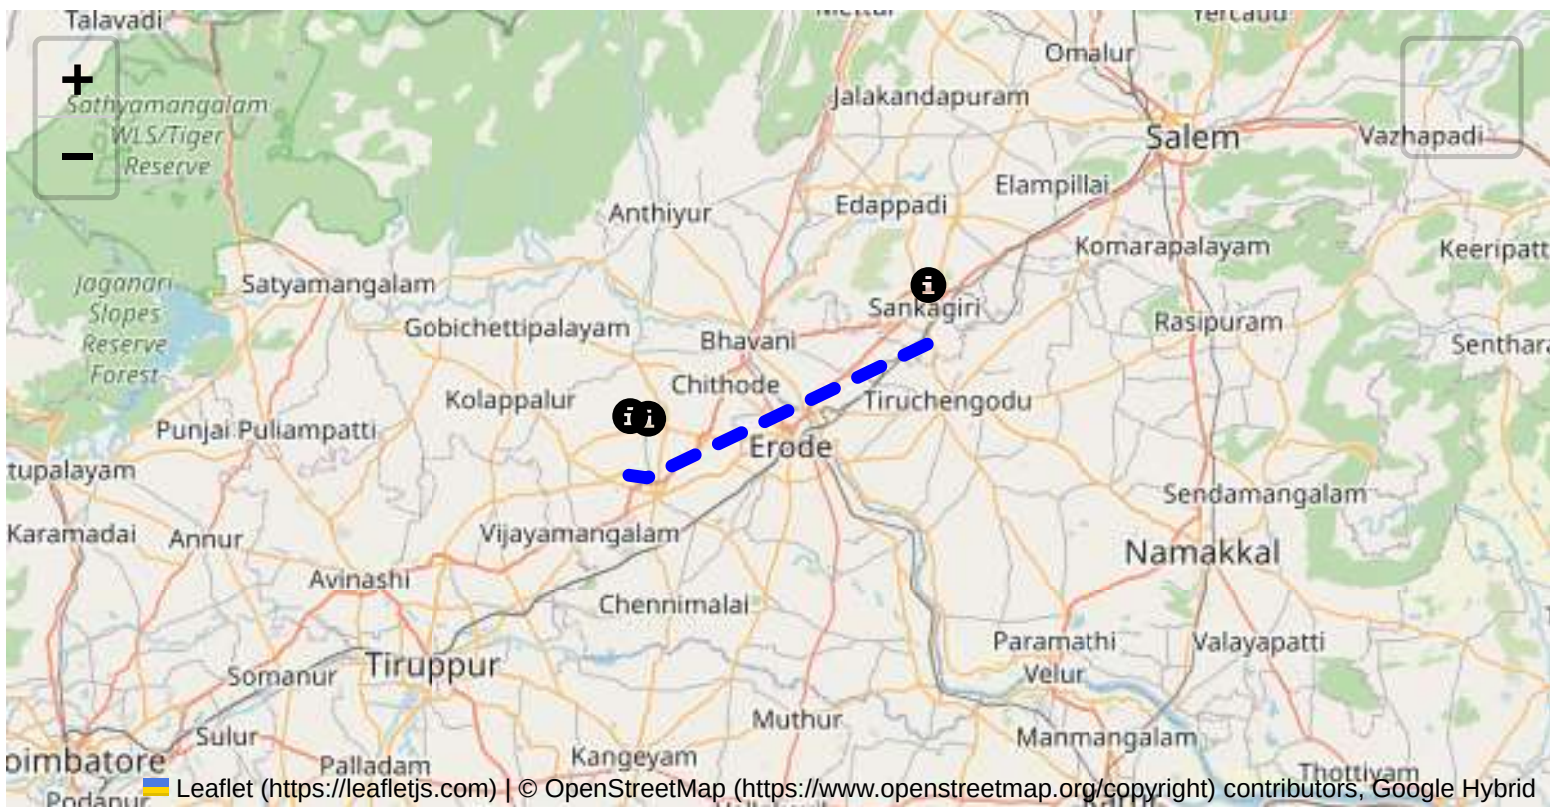 Talavadi
Omalur
+
Sathyamangalam
WLS/Tiger
Reserve
−
Jalakandapuram
Salem
Vazhapadi
Elampillai
Edappadi
Anthiyur
Komarapalayam
Satyamangalam
Sankagiri
Gobichettipalayam
Rasipuram
Bhavani
Slopes
Reserve
Forest
Chithode
Kolappalur
Tiruchengodu
Punjai Puliampatti
Erode
tupalayam
Sendamangalam
Karamadai
Annur
Vijayamangalam
Namakkal
Avinashi
Chennimalai
Paramathi
Velur
Valayapatti
Tiruppur
Somanur
Muthur
Sulur
Manmangalam
oimbatore
Palladam
Kangeyam
Thottiyam
Leaflet (https://leafletjs.com) | © OpenStreetMap (https://www.openstreetmap.org/copyright) contributors, Google Hybrid